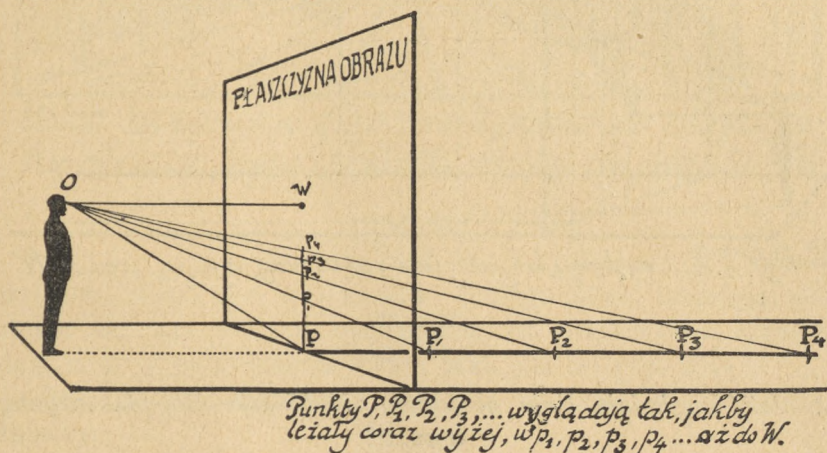 PŁASZCZYZNA OBRAZU
O
W
p₄
p₃
p₂
p₁
P
P₁
P₂
P₃
P₄
Punkty P, P₁, P₂, P₃, ... wyglądają tak, jakby
leżały coraz wyżej, w p₁, p₂, p₃, p₄ ... aż do W.